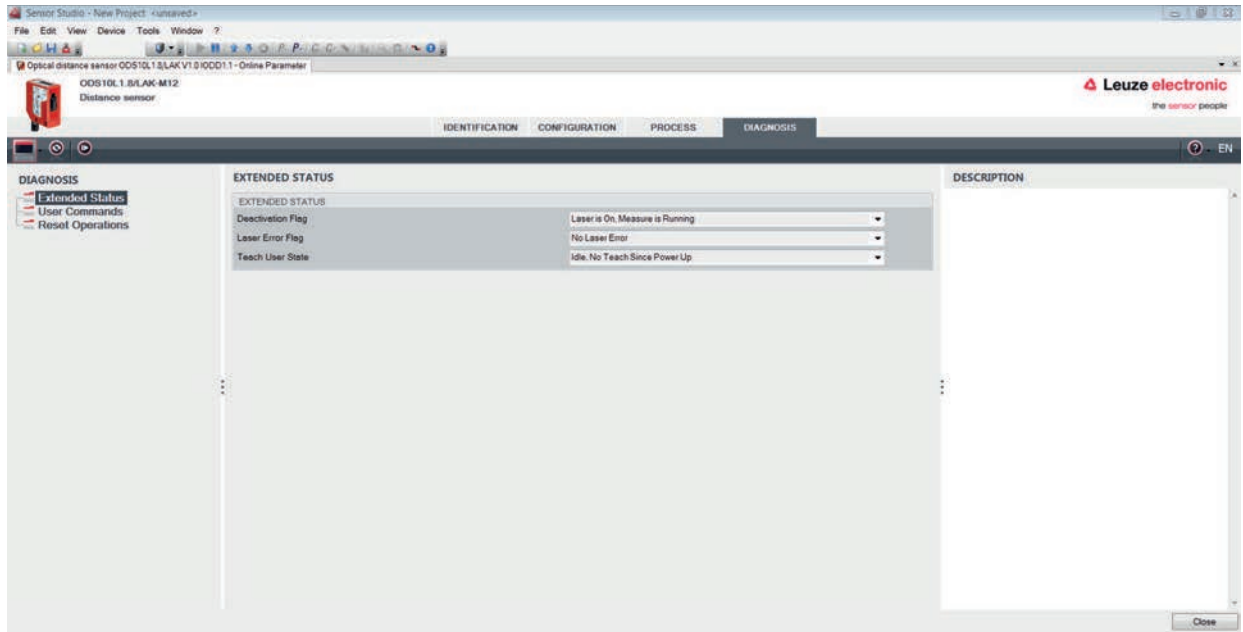 Sensor Studio - New Project <unsaved>
File Edit View Device Tools Window ?
Optical distance sensor ODS10L1.8/LAK V1.0 IODD1.1 - Online Parameter
ODS10L1.8/LAK-M12
Distance sensor
Leuze electronic
the sensor people
IDENTIFICATION CONFIGURATION PROCESS DIAGNOSIS
EN
DIAGNOSIS
Extended Status
User Commands
Reset Operations
EXTENDED STATUS
EXTENDED STATUS
Deactivation Flag Laser is On, Measure is Running
Laser Error Flag No Laser Error
Teach User State Idle, No Teach Since Power Up
DESCRIPTION
Close